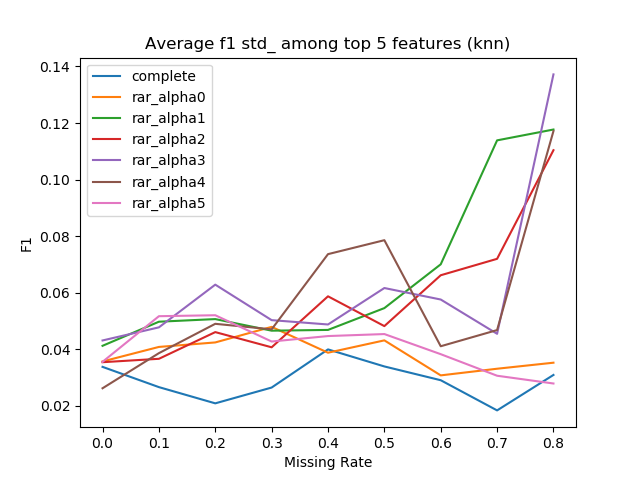 Average f1 std_ among top 5 features (knn)
0.14
0.12
0.10
0.08
0.06
0.04
0.02
F1
complete
rar_alpha0
rar_alpha1
rar_alpha2
rar_alpha3
rar_alpha4
rar_alpha5
0.0 0.1 0.2 0.3 0.4 0.5 0.6 0.7 0.8
Missing Rate